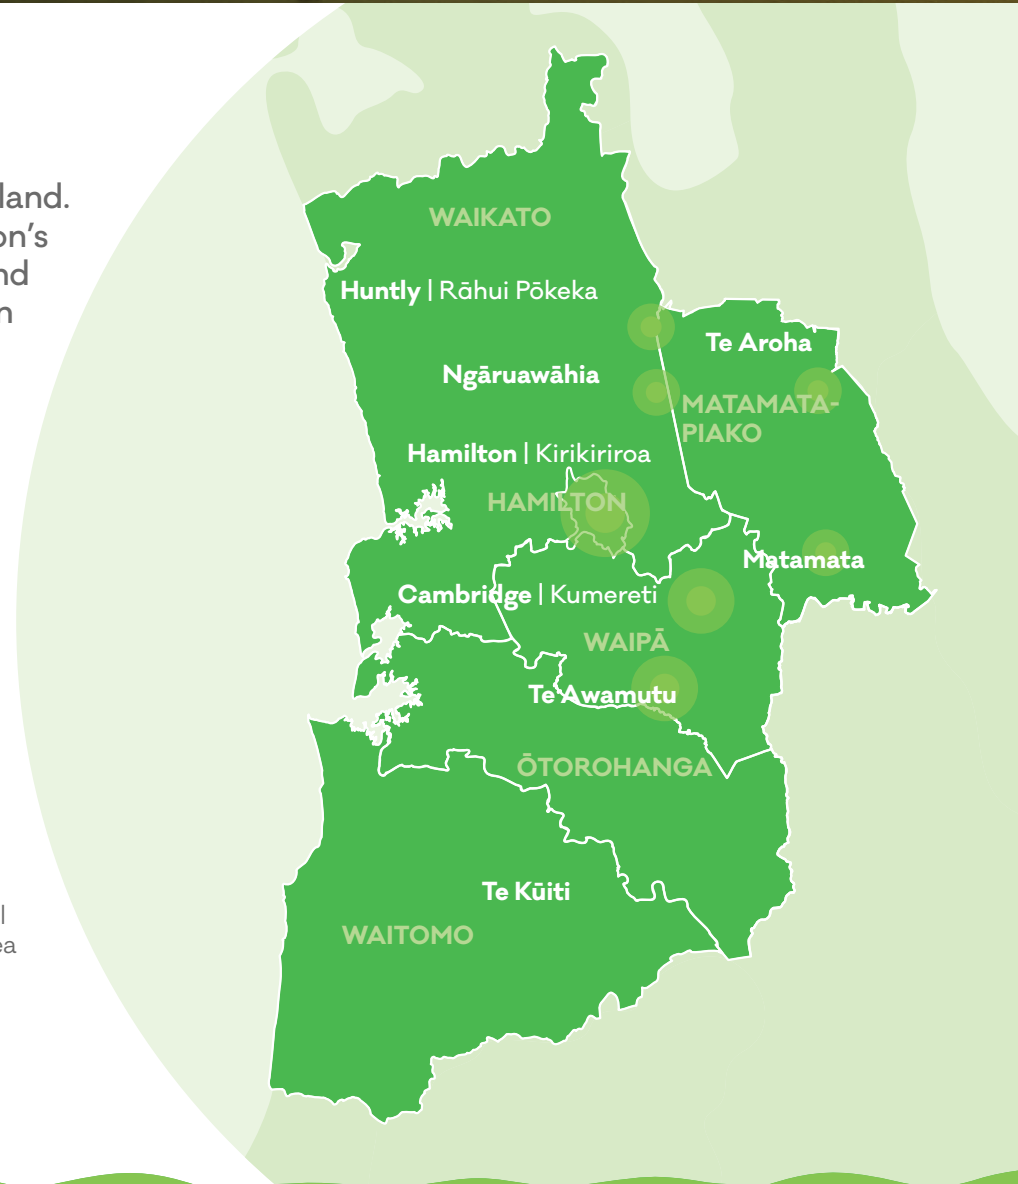 land.
on's
nd
n
WAIKATO
Huntly | Rāhui Pōkeka
Te Aroha
Ngāruawāhia
MATAMATA-
PIAKO
Hamilton | Kirikiriroa
HAMILTON
Matamata
Cambridge | Kumereti
WAIPĀ
Te Awamutu
ŌTOROHANGA
Te Kūiti
l
ea
WAITOMO